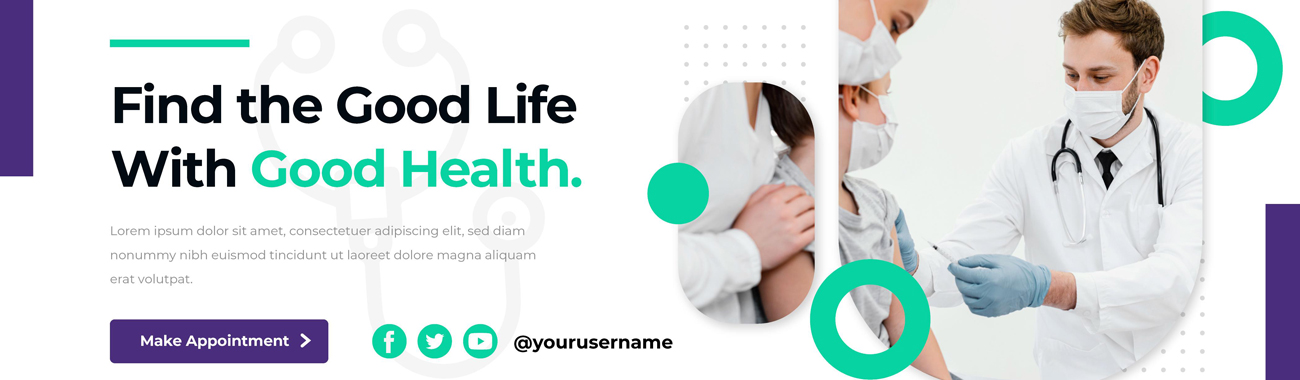 Find the Good Life
With Good Health.
Lorem ipsum dolor sit amet, consectetuer adipiscing elit, sed diam
nonummy nibh euismod tincidunt ut laoreet dolore magna aliquam
erat volutpat.
Make Appointment
@yourusername